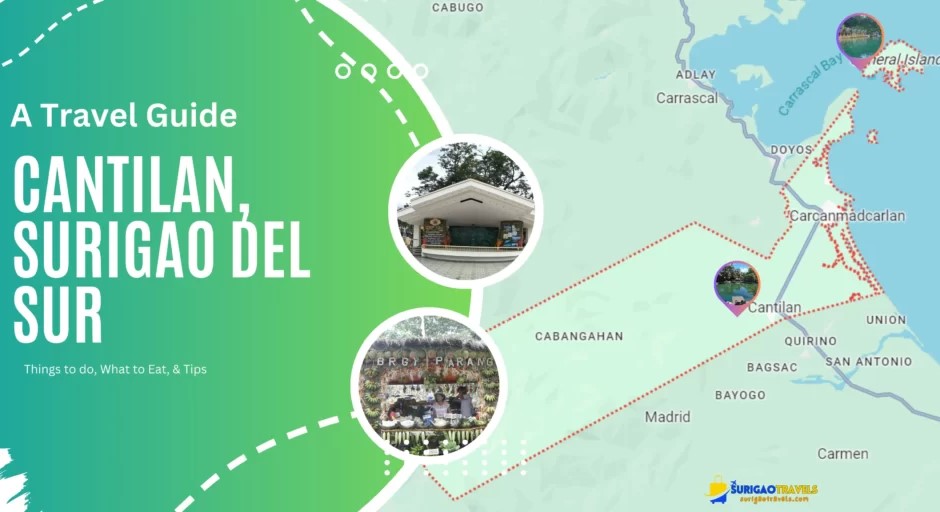 A Travel Guide
CANTILAN,
SURIGAO DEL
SUR
Things to do, What to Eat, & Tips
BRGY PARANG
CABUGO
ADLAY
Carrascal
Carrascal Bay
General Island
DOYOS
Carcanmadcarlan
Cantilan
CABANGAHAN
UNION
QUIRINO
BAGSAC
SAN ANTONIO
BAYOGO
Madrid
Carmen
SURIGAOTRAVELS
surigaotravels.com